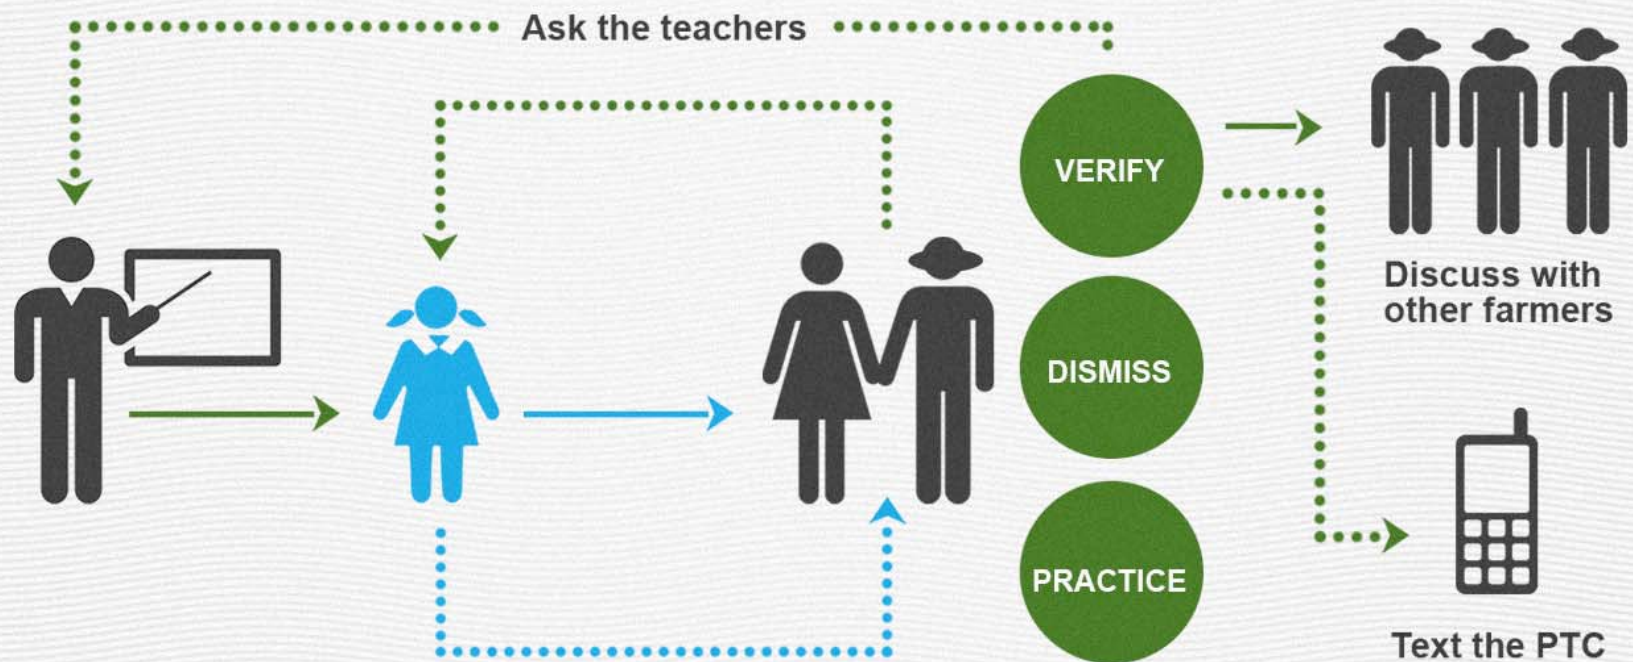 Ask the teachers
VERIFY
DISMISS
PRACTICE
Discuss with
other farmers
Text the PTC